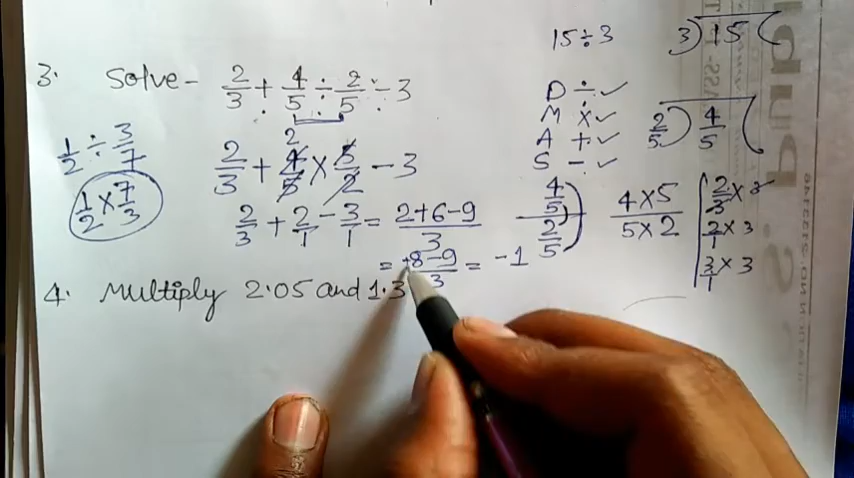 15÷3 3)15(
3. Solve- 2/3 + 4/5 ÷ 2/5 - 3
D ÷ ✓
M × ✓
A + ✓
S - ✓
2/5)4/5(
1/2 ÷ 3/7
1/2 × 7/3
2/3 + 4/5 × 5/2 - 3
2
2/3 + 2/1 - 3/1 = 2+6-9/3
= +8-9/3 = -1
4/5
2/5
4×5/5×2
2/3 × 3
2/1 × 3
3/1 × 3
4. Multiply 2.05 and 1.3